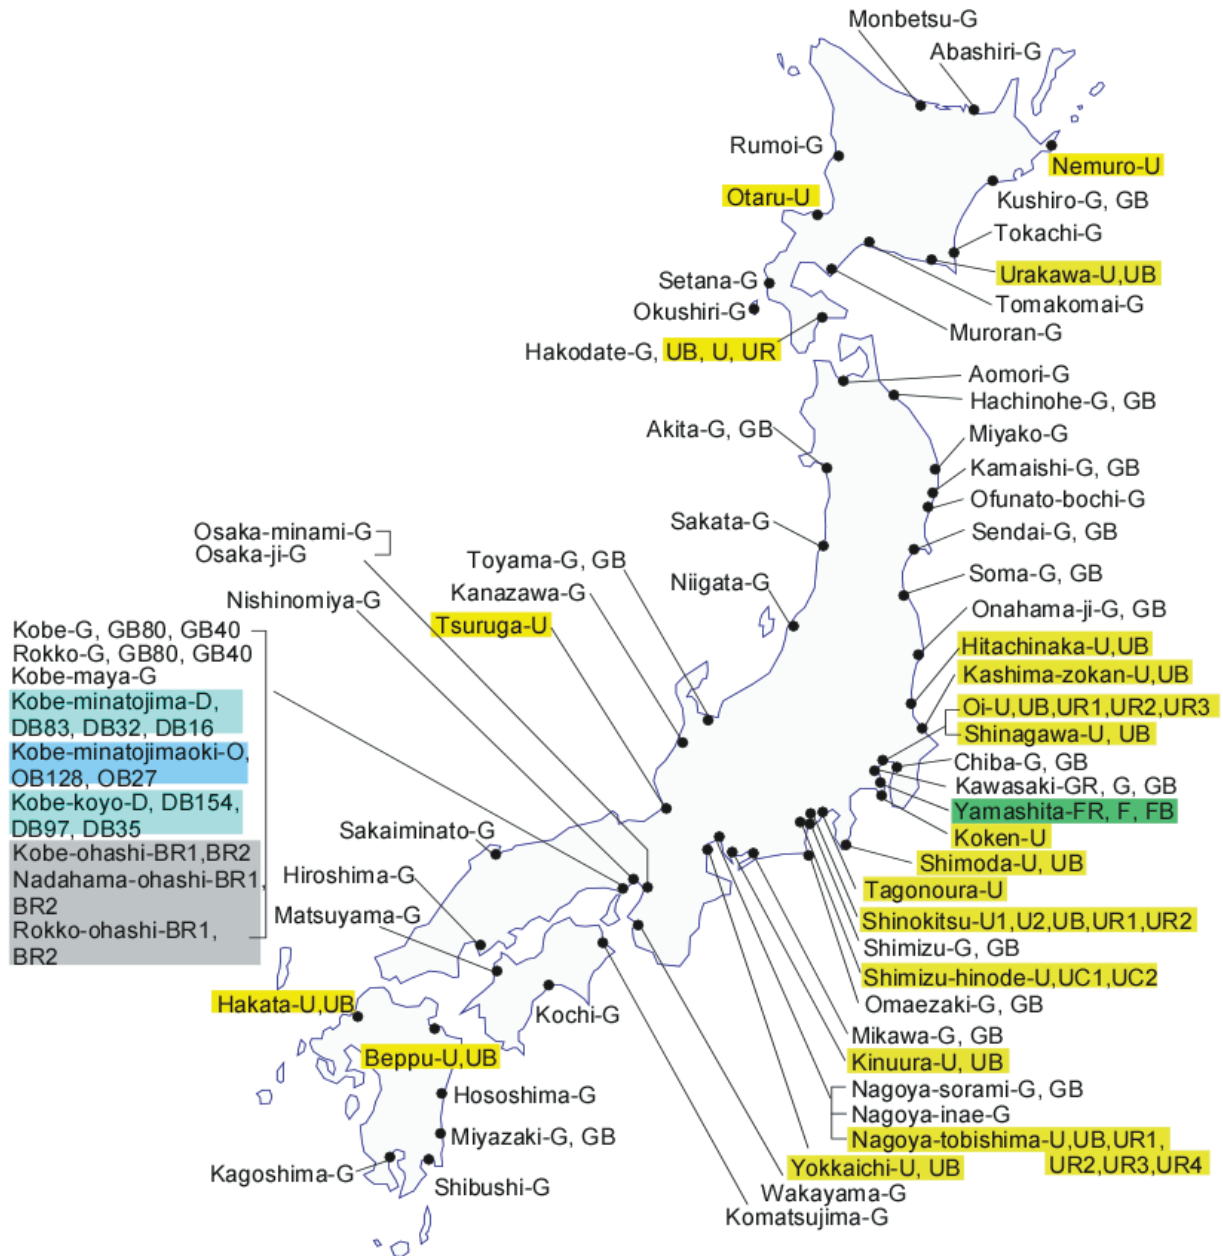 Monbetsu-G
Abashiri-G
Rumoi-G
Nemuro-U
Otaru-U
Kushiro-G, GB
Tokachi-G
Urakawa-U,UB
Setana-G
Tomakomai-G
Okushiri-G
Muroran-G
Hakodate-G, UB, U, UR
Aomori-G
Hachinohe-G, GB
Akita-G, GB
Miyako-G
Kamaishi-G, GB
Ofunato-bochi-G
Sakata-G
Sendai-G, GB
Osaka-minami-G
Osaka-ji-G
Toyama-G, GB
Niigata-G
Soma-G, GB
Kanazawa-G
Nishinomiya-G
Onahama-ji-G, GB
Tsuruga-U
Kobe-G, GB80, GB40
Rokko-G, GB80, GB40
Kobe-maya-G
Kobe-minatojima-D,
DB83, DB32, DB16
Kobe-minatojimaoki-O,
OB128, OB27
Kobe-koyo-D, DB154,
DB97, DB35
Kobe-ohashi-BR1,BR2
Nadahama-ohashi-BR1,
BR2
Rokko-ohashi-BR1,
BR2
Hitachinaka-U,UB
Kashima-zokan-U,UB
Oi-U,UB,UR1,UR2,UR3
Shinagawa-U, UB
Chiba-G, GB
Kawasaki-GR, G, GB
Yamashita-FR, F, FB
Koken-U
Sakaiminato-G
Shimoda-U, UB
Hiroshima-G
Tagonoura-U
Matsuyama-G
Shinokitsu-U1,U2,UB,UR1,UR2
Shimizu-G, GB
Shimizu-hinode-U,UC1,UC2
Omaezaki-G, GB
Hakata-U,UB
Kochi-G
Mikawa-G, GB
Beppu-U,UB
Kinuura-U, UB
Hososhima-G
Nagoya-sorami-G, GB
Nagoya-inae-G
Miyazaki-G, GB
Nagoya-tobishima-U,UB,UR1,
UR2,UR3,UR4
Kagoshima-G
Yokkaichi-U, UB
Shibushi-G
Wakayama-G
Komatsujima-G